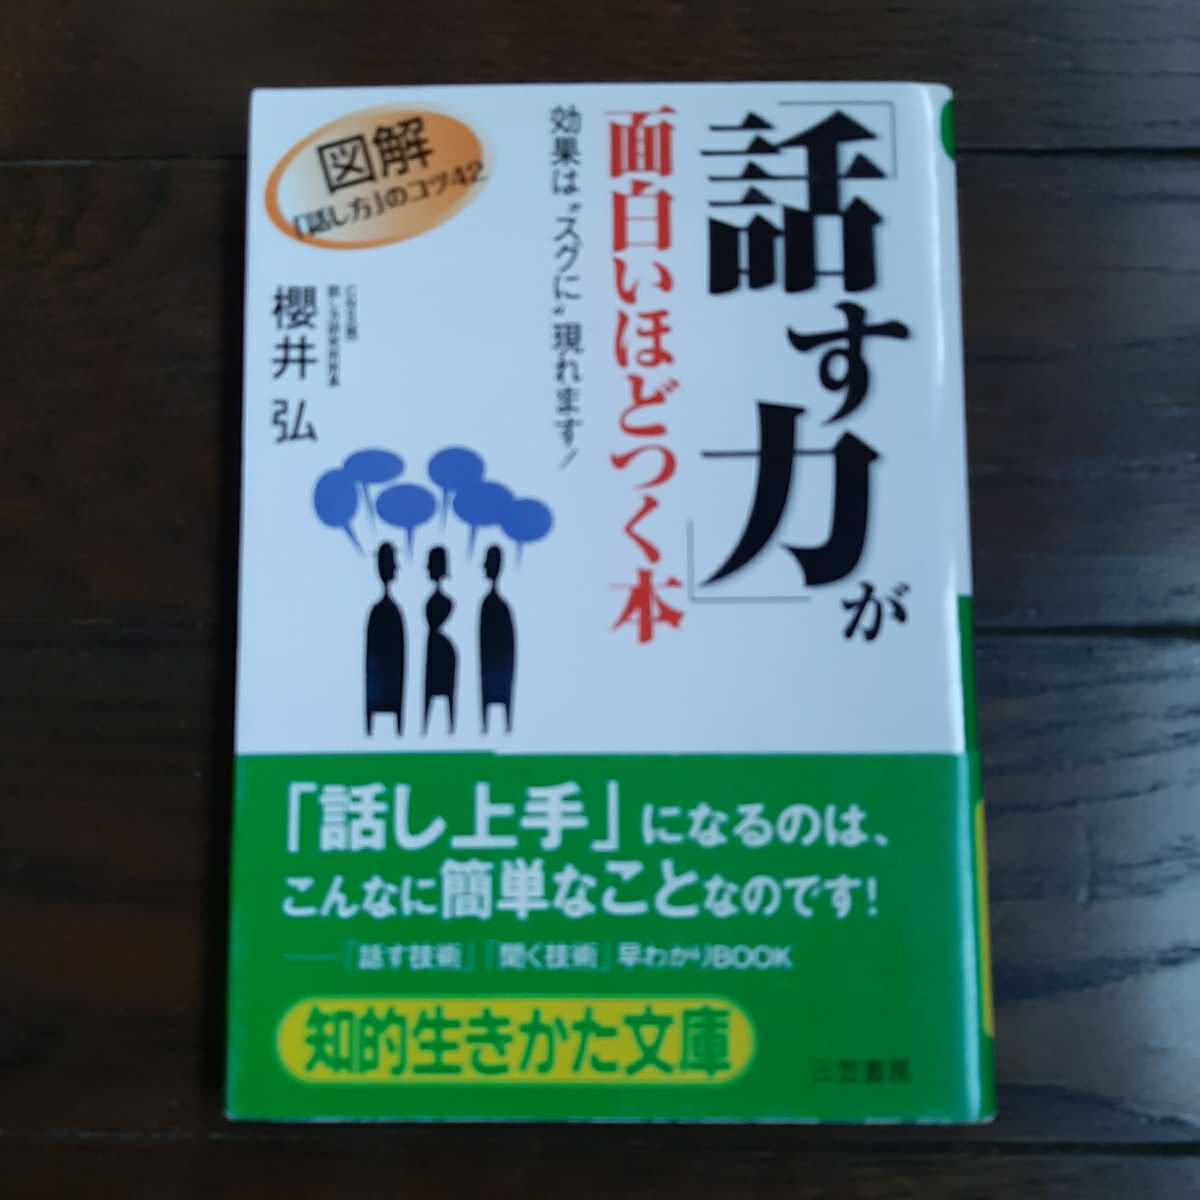 「話す力」が
面白いほどつく本
効果は“スグに”現れます!
図解
「話し方」のコツ42
櫻井 弘
「話し上手」になるのは、
こんなに簡単なことなのです!
――「話す技術」「聞く技術」早わかりBOOK
知的生きかた文庫
三笠書房